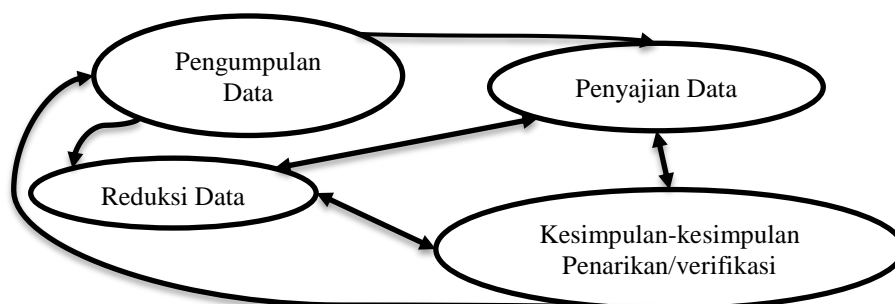 Pengumpulan
Data
Penyajian Data
Reduksi Data
Kesimpulan-kesimpulan
Penarikan/verifikasi